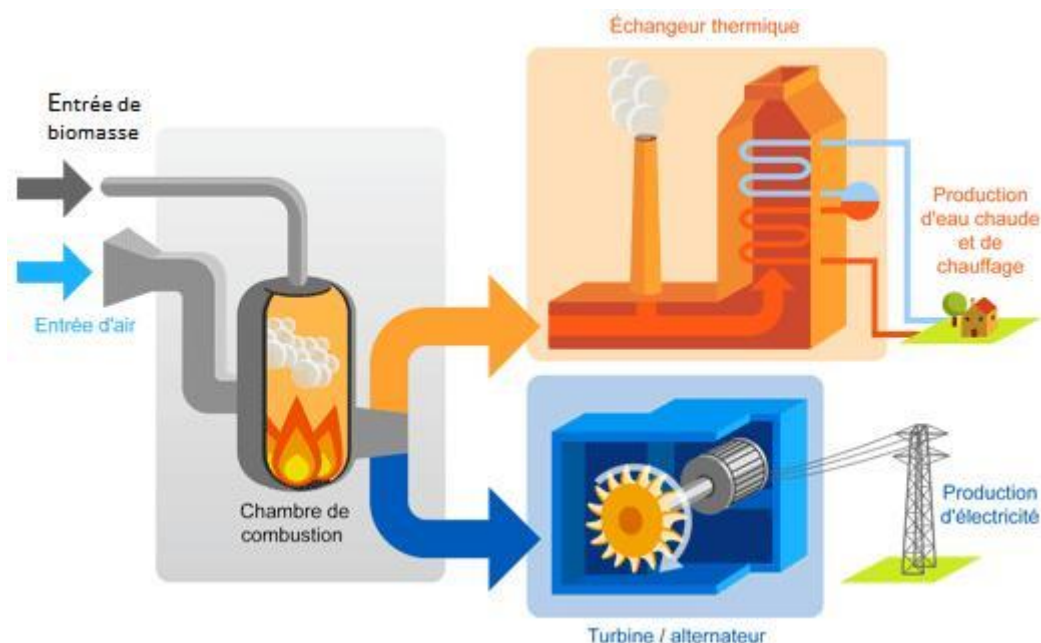 Échangeur thermique
Entrée de
biomasse
Entrée d'air
Chambre de
combustion
Production
d'eau chaude
et de
chauffage
Production
d'électricité
Turbine / alternateur